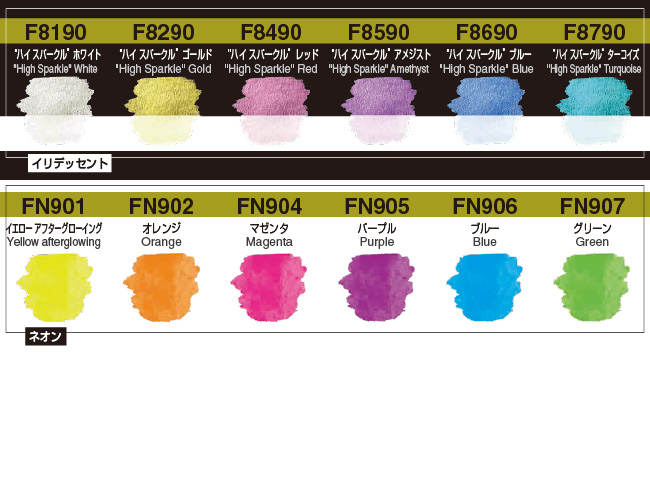 F8190 F8290 F8490 F8590 F8690 F8790
"ハイ スパークル" ホワイト "ハイ スパークル" ゴールド "ハイ スパークル" レッド "ハイ スパークル" アメジスト "ハイ スパークル" ブルー "ハイ スパークル" ターコイズ
"High Sparkle" White "High Sparkle" Gold "High Sparkle" Red "High Sparkle" Amethyst "High Sparkle" Blue "High Sparkle" Turquoise
イリデッセント
FN901 FN902 FN904 FN905 FN906 FN907
イエロー アフターグローイング オレンジ マゼンタ パープル ブルー グリーン
Yellow afterglowing Orange Magenta Purple Blue Green
ネオン